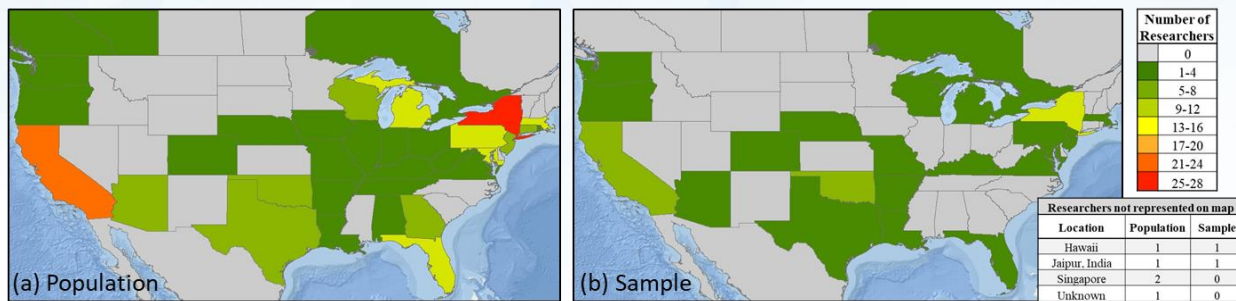 (a) Population
(b) Sample
Number of
Researchers
0
1-4
5-8
9-12
13-16
17-20
21-24
25-28
Researchers not represented on map
Location Population Sample
Hawaii 1 1
Jaipur, India 1 1
Singapore 2 0
Unknown 1 0